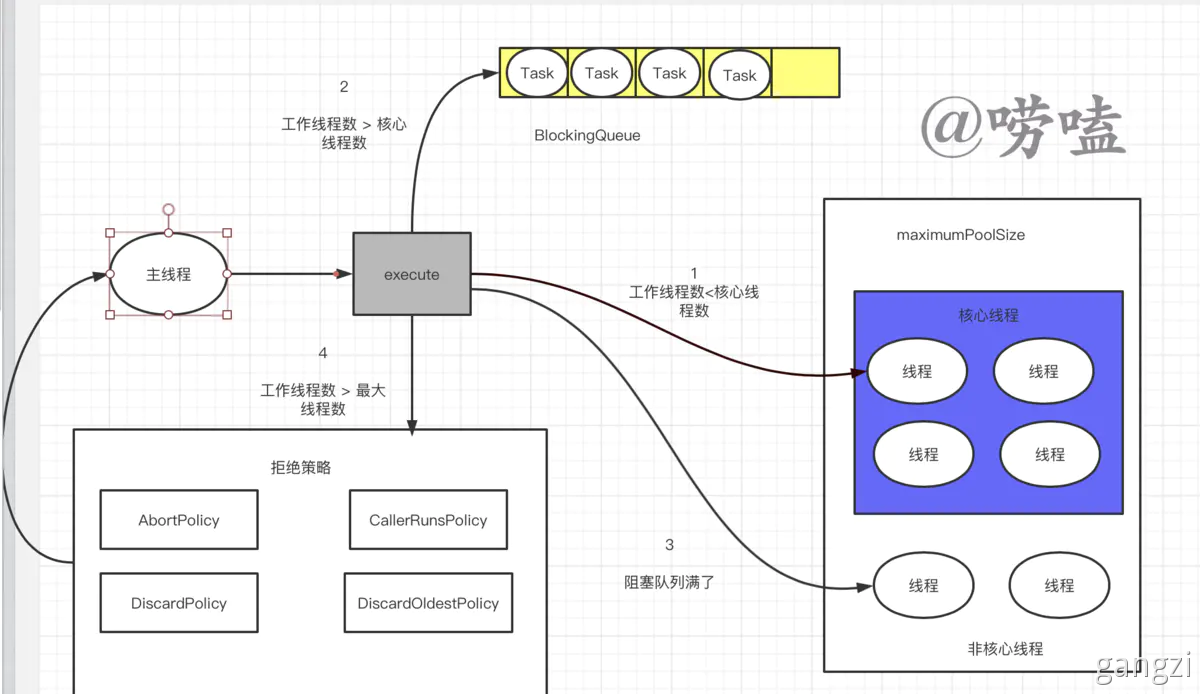 Task Task Task Task
2
工作线程数 > 核心
线程数
BlockingQueue
@唠嗑
maximumPoolSize
主线程
execute
1
工作线程数<核心线
程数
核心线程
线程 线程
线程 线程
4
工作线程数 > 最大
线程数
拒绝策略
AbortPolicy CallerRunsPolicy
DiscardPolicy DiscardOldestPolicy
3
阻塞队列满了
线程 线程
非核心线程
gangzi